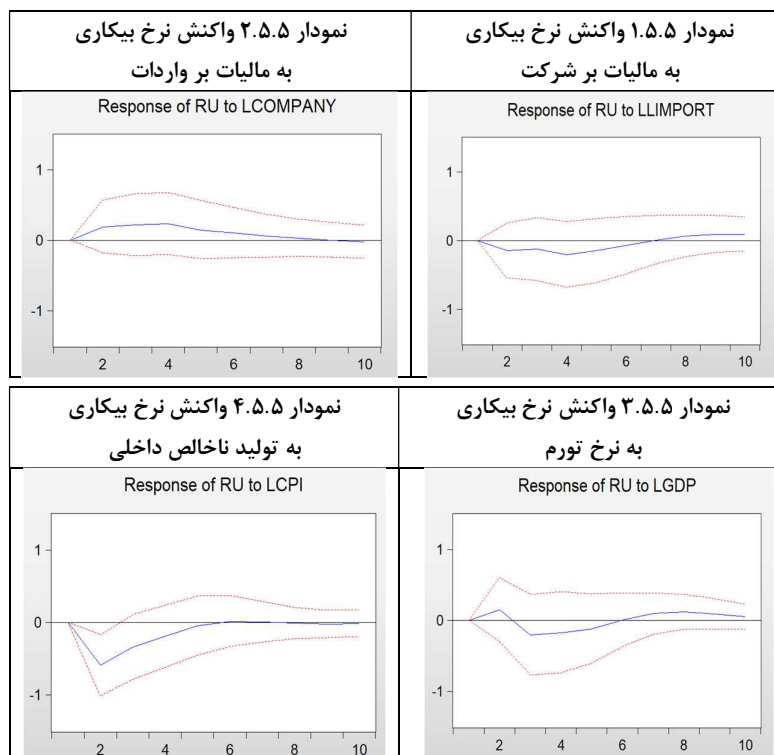 نمودار ۱.۵.۵ واکنش نرخ بیکاری
به مالیات بر شرکت
نمودار ۲.۵.۵ واکنش نرخ بیکاری
به مالیات بر واردات
Response of RU to LLIMPORT
1
0
-1
2 4 6 8 10
Response of RU to LCOMPANY
1
0
-1
2 4 6 8 10
نمودار ۳.۵.۵ واکنش نرخ بیکاری
به نرخ تورم
نمودار ۴.۵.۵ واکنش نرخ بیکاری
به تولید ناخالص داخلی
Response of RU to LGDP
1
0
-1
2 4 6 8 10
Response of RU to LCPI
1
0
-1
2 4 6 8 10